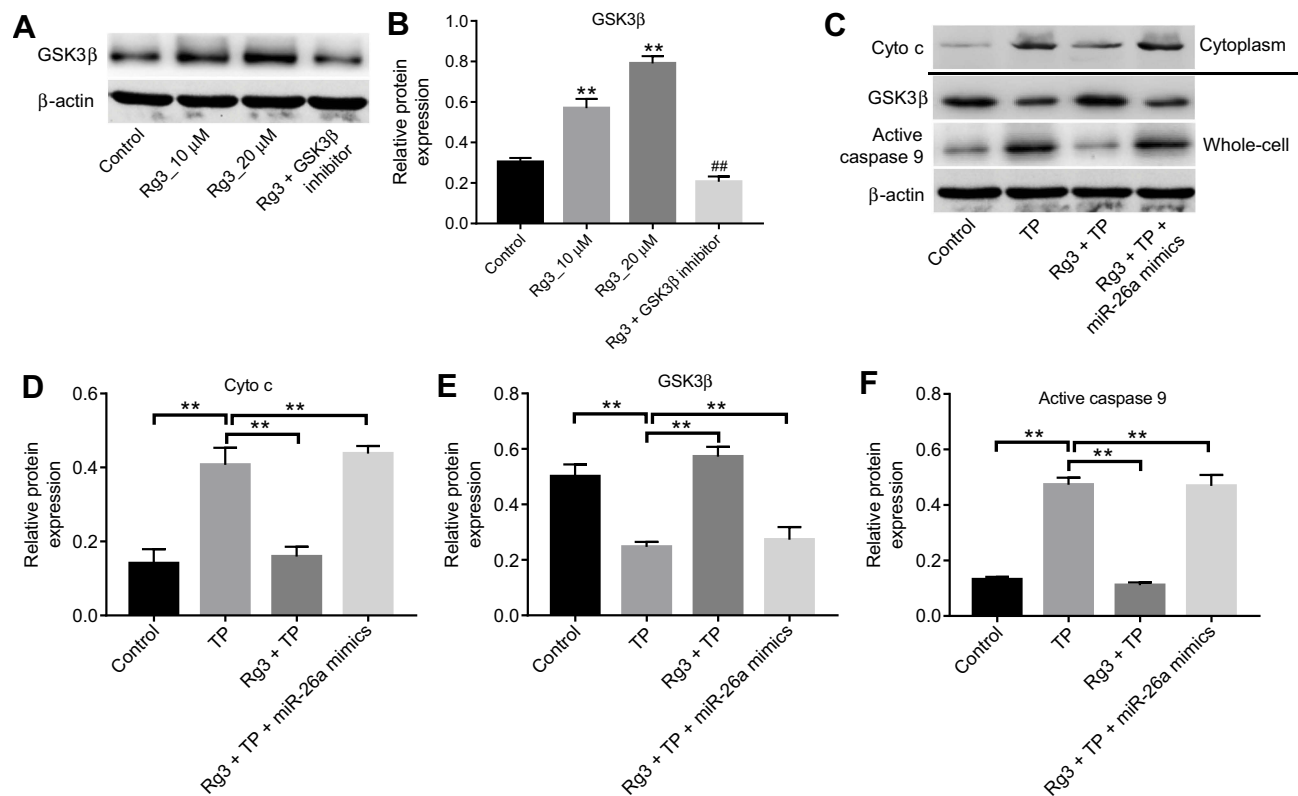 A
GSK3β
β-actin
Control
Rg3_10 μM
Rg3_20 μM
Rg3 + GSK3β
inhibitor
B
GSK3β
Relative protein
expression
1.0
0.8
0.6
0.4
0.2
0.0
**
**
##
Control
Rg3_10 μM
Rg3_20 μM
Rg3 + GSK3β inhibitor
C
Cyto c
Cytoplasm
GSK3β
Active
caspase 9
Whole-cell
β-actin
Control
TP
Rg3 + TP
Rg3 + TP +
miR-26a mimics
D
Cyto c
Relative protein
expression
0.6
0.4
0.2
0.0
**
**
**
Control
TP
Rg3 + TP
Rg3 + TP + miR-26a mimics
E
GSK3β
Relative protein
expression
0.8
0.6
0.4
0.2
0.0
**
**
**
Control
TP
Rg3 + TP
Rg3 + TP + miR-26a mimics
F
Active caspase 9
Relative protein
expression
0.8
0.6
0.4
0.2
0.0
**
**
**
Control
TP
Rg3 + TP
Rg3 + TP + miR-26a mimics